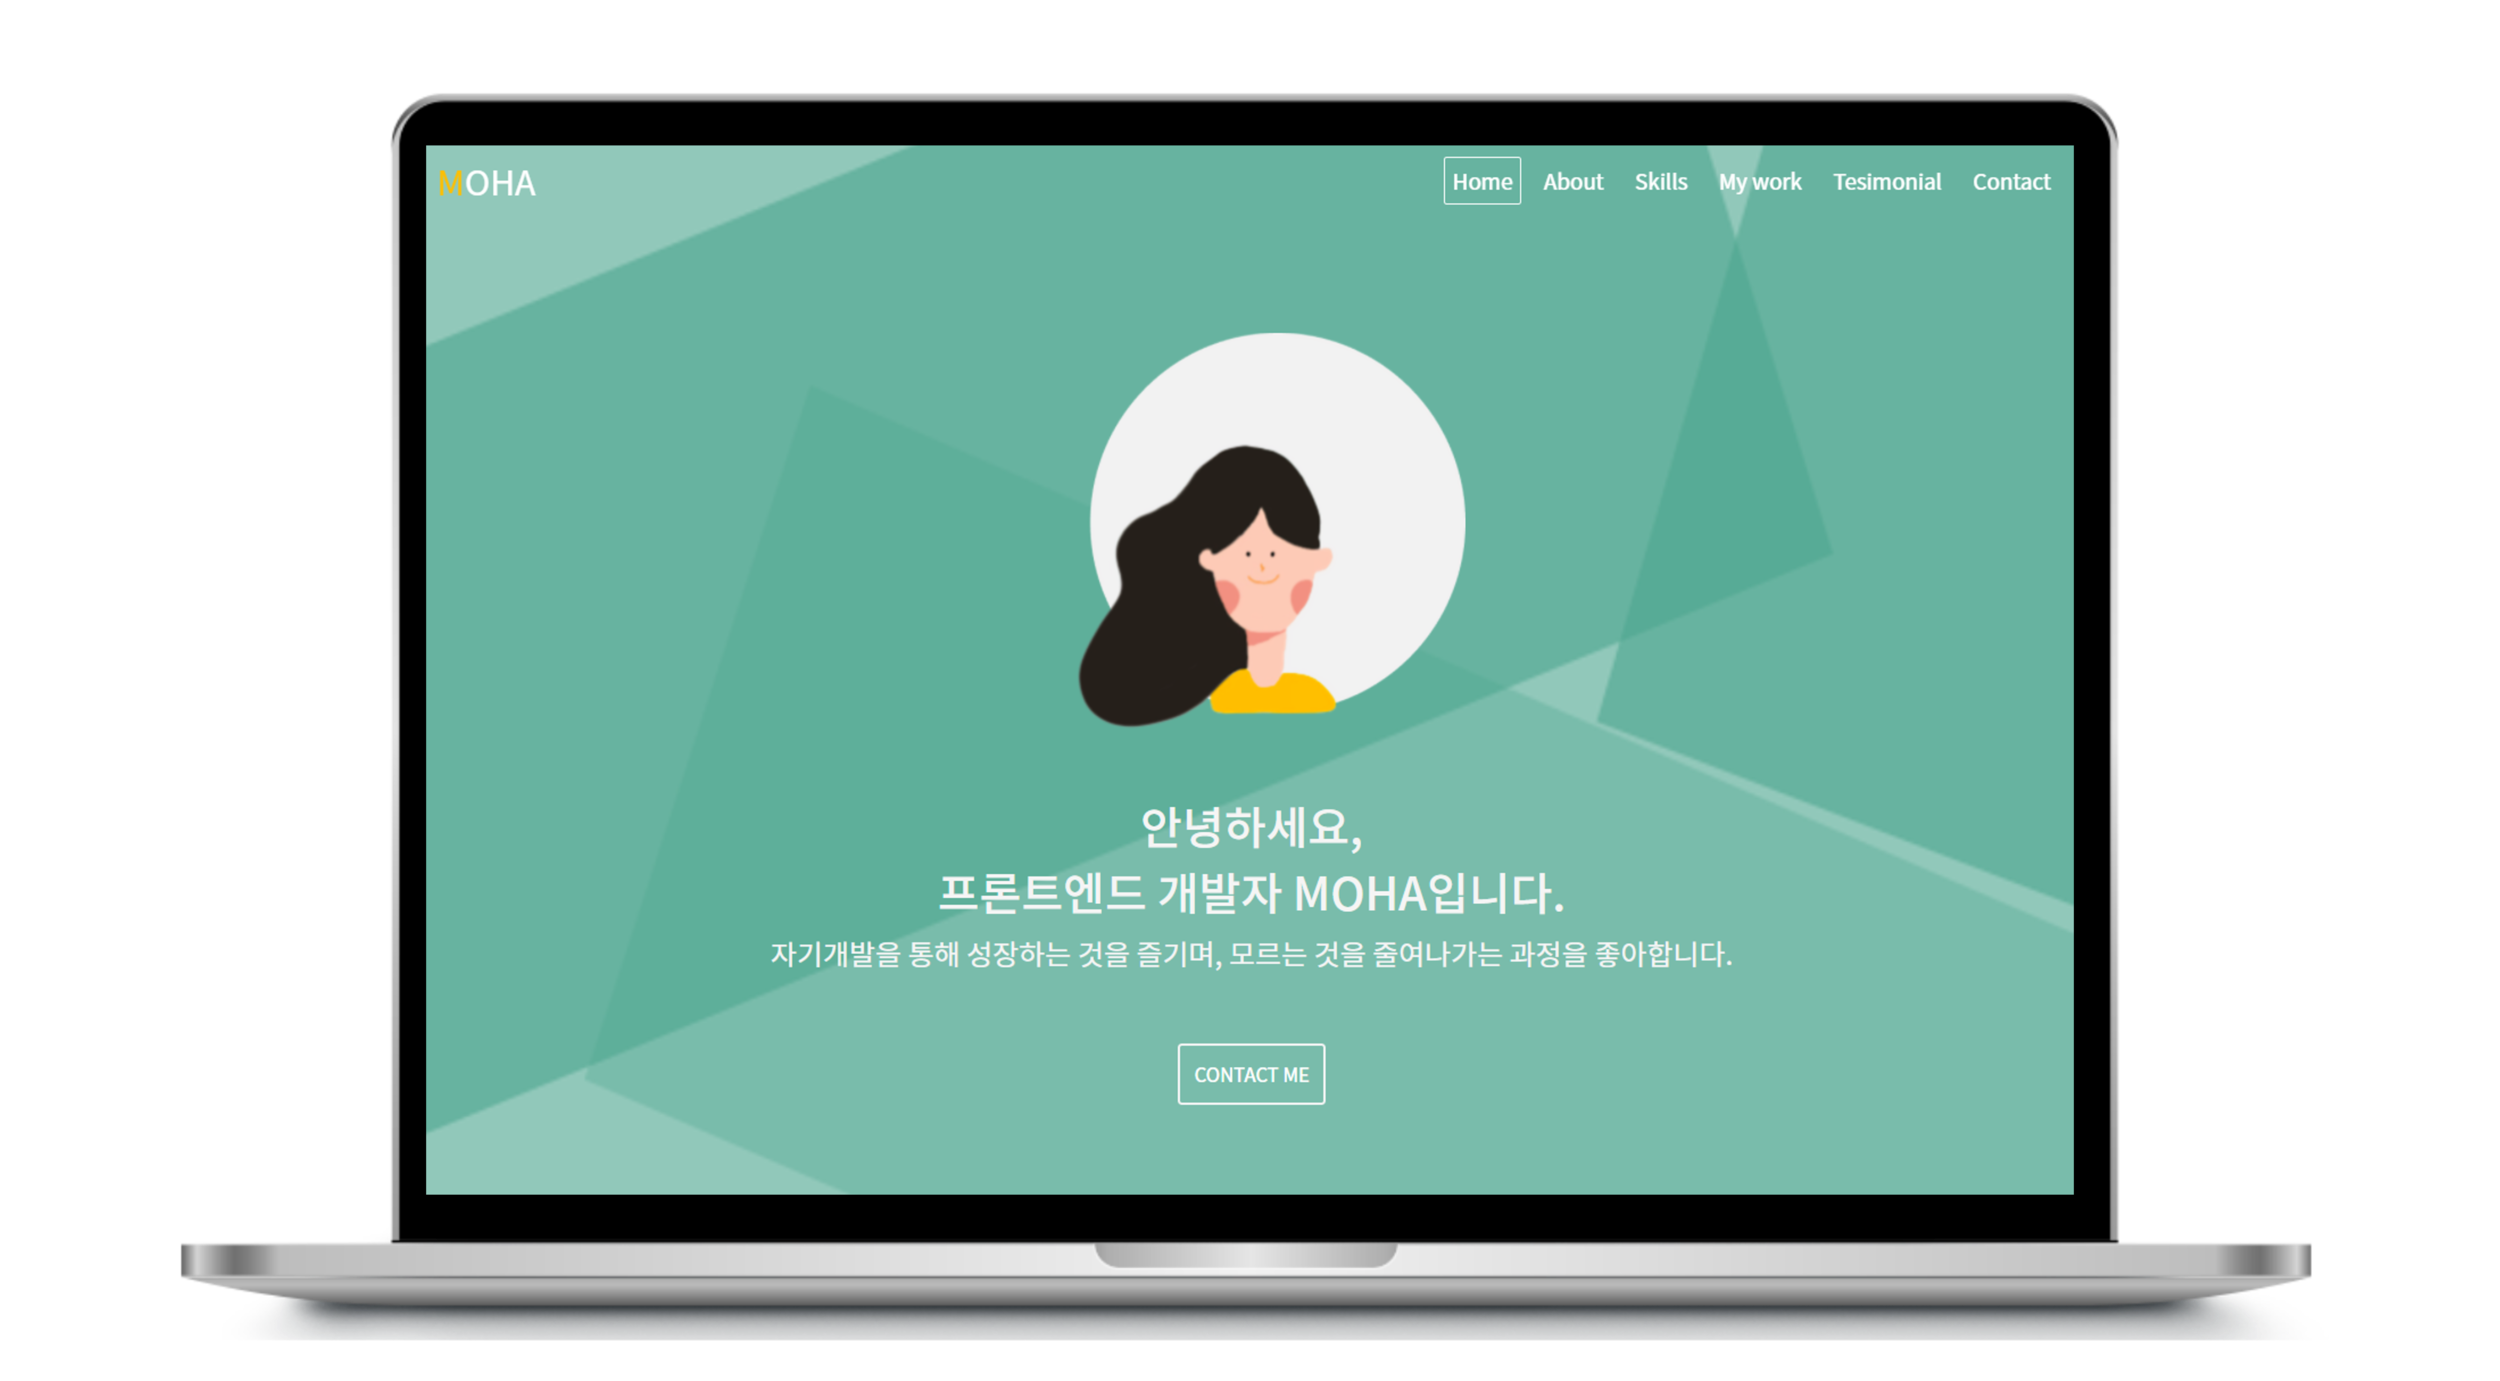 MOHA
Home About Skills My work Tesimonial Contact
안녕하세요,
프론트엔드 개발자 MOHA입니다.
자기개발을 통해 성장하는 것을 즐기며, 모르는 것을 줄여나가는 과정을 좋아합니다.
CONTACT ME